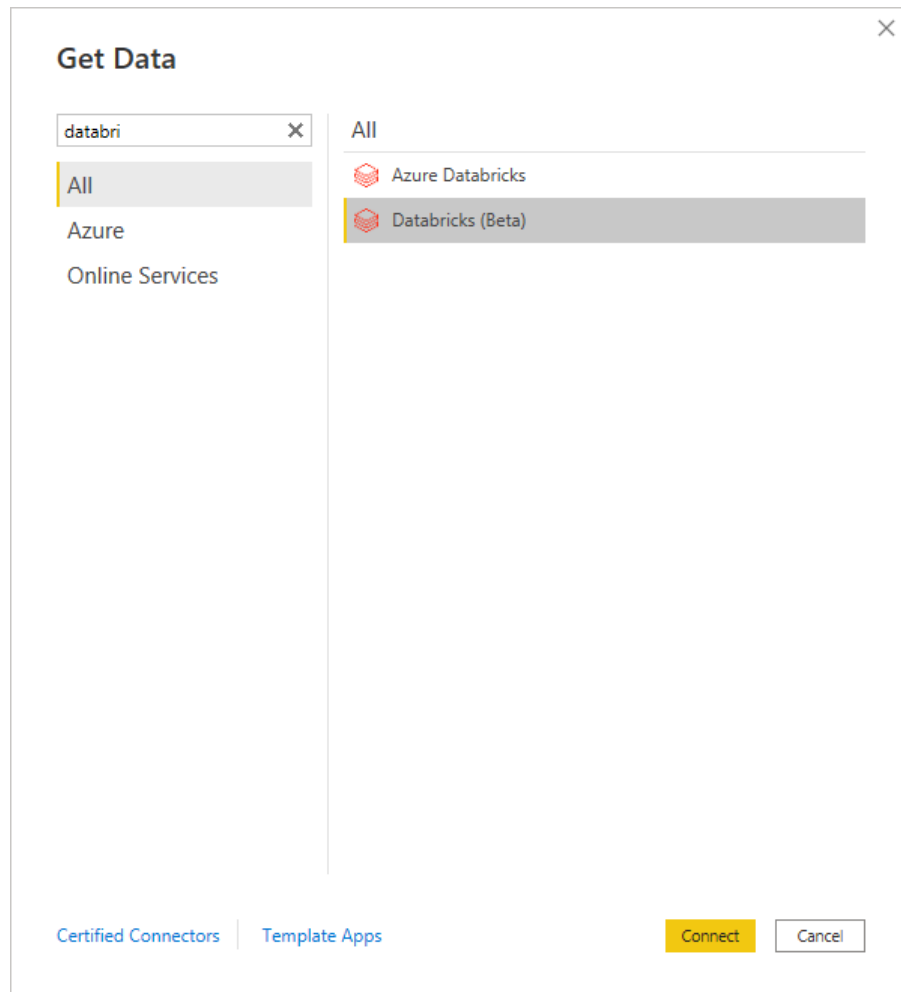 Get Data
databri
All
Azure
Online Services
All
Azure Databricks
Databricks (Beta)
Certified Connectors
Template Apps
Connect
Cancel